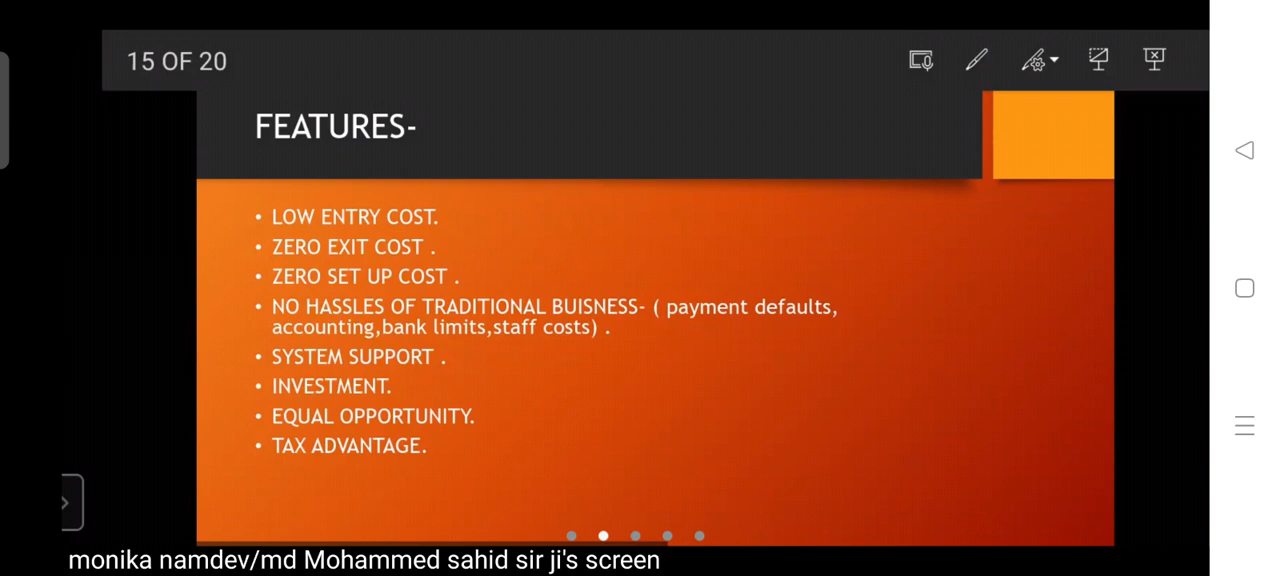 15 OF 20
FEATURES-
• LOW ENTRY COST.
• ZERO EXIT COST .
• ZERO SET UP COST .
• NO HASSLES OF TRADITIONAL BUISNESS- ( payment defaults,
accounting,bank limits,staff costs) .
• SYSTEM SUPPORT .
• INVESTMENT.
• EQUAL OPPORTUNITY.
• TAX ADVANTAGE.
monika namdev/md Mohammed sahid sir ji's screen